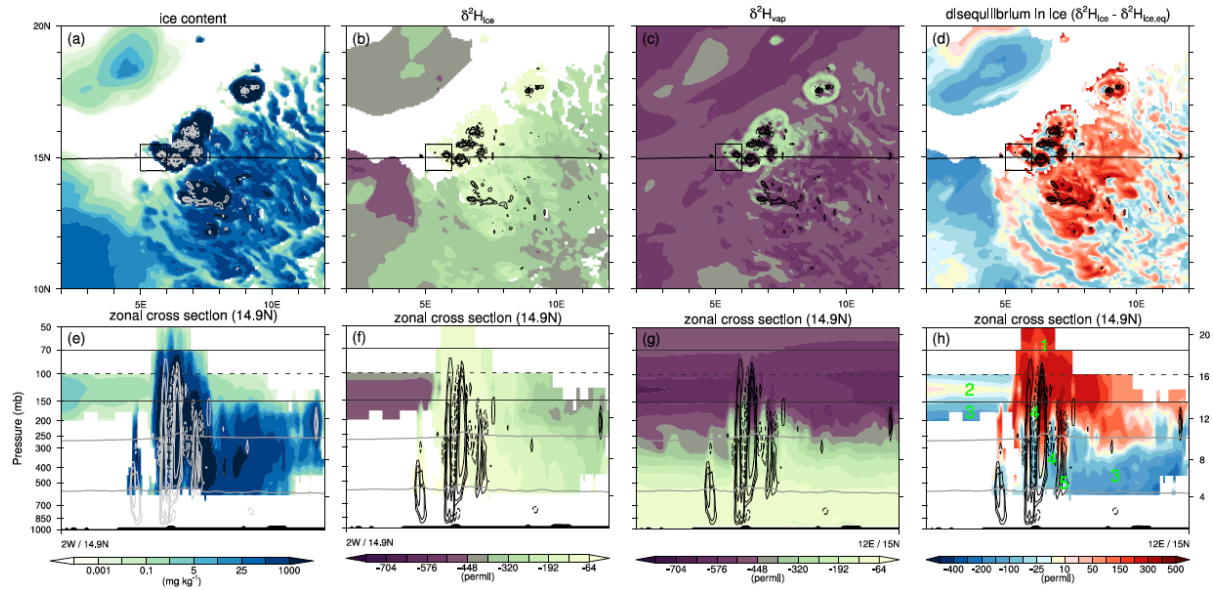 ice content
δ²H_ice
δ²H_vap
disequilibrium in ice (δ²H_ice - δ²H_ice,eq)
20N
(a)
(b)
(c)
(d)
15N
10N
5E
10E
5E
10E
5E
10E
5E
10E
zonal cross section (14.9N)
zonal cross section (14.9N)
zonal cross section (14.9N)
zonal cross section (14.9N)
(e)
(f)
(g)
(h)
Pressure (mb)
50
70
100
150
200
250
300
400
500
600
700
850
1000
20
16
12
8
4
1
2
3
4
4
3
5
2W / 14.9N
2W / 14.9N
12E / 15N
12E / 15N
0.001
0.1
5
25
1000
(mg kg⁻¹)
-704
-576
-448
-320
-192
-64
(permil)
-704
-576
-448
-320
-192
-64
(permil)
-400
-100
-25
10
50
150
300
500
(permil)